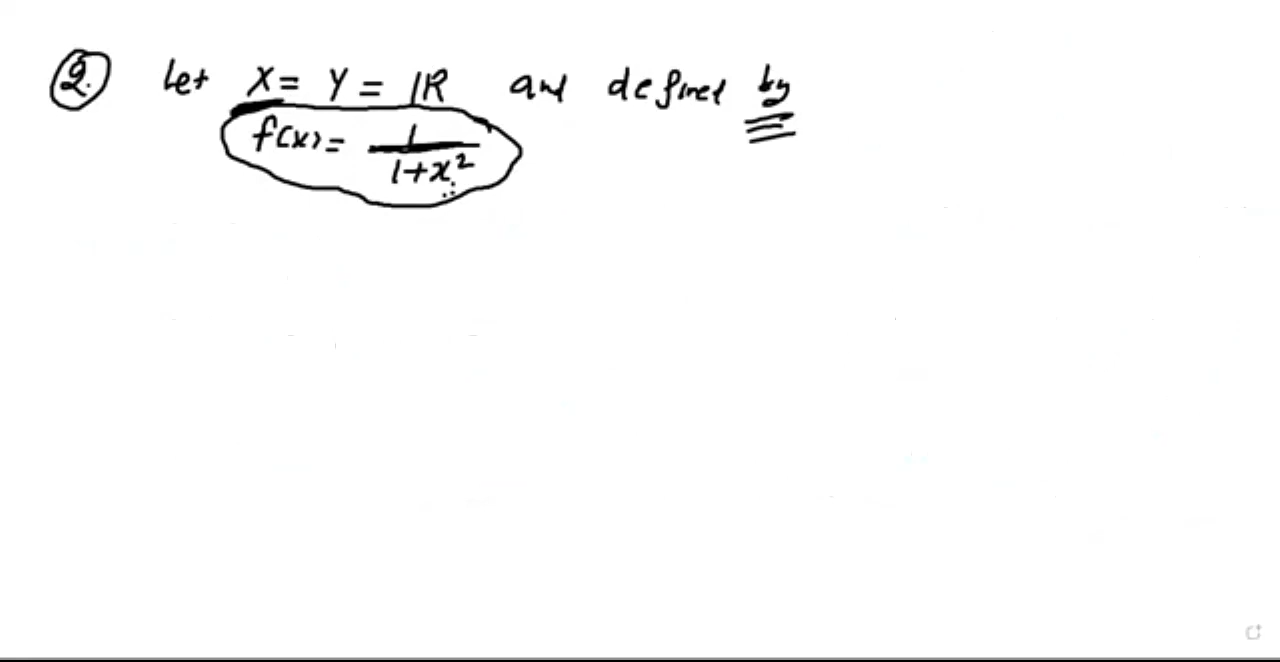 2. Let X = Y = ℝ and defined by
f(x) = 1/(1+x²)